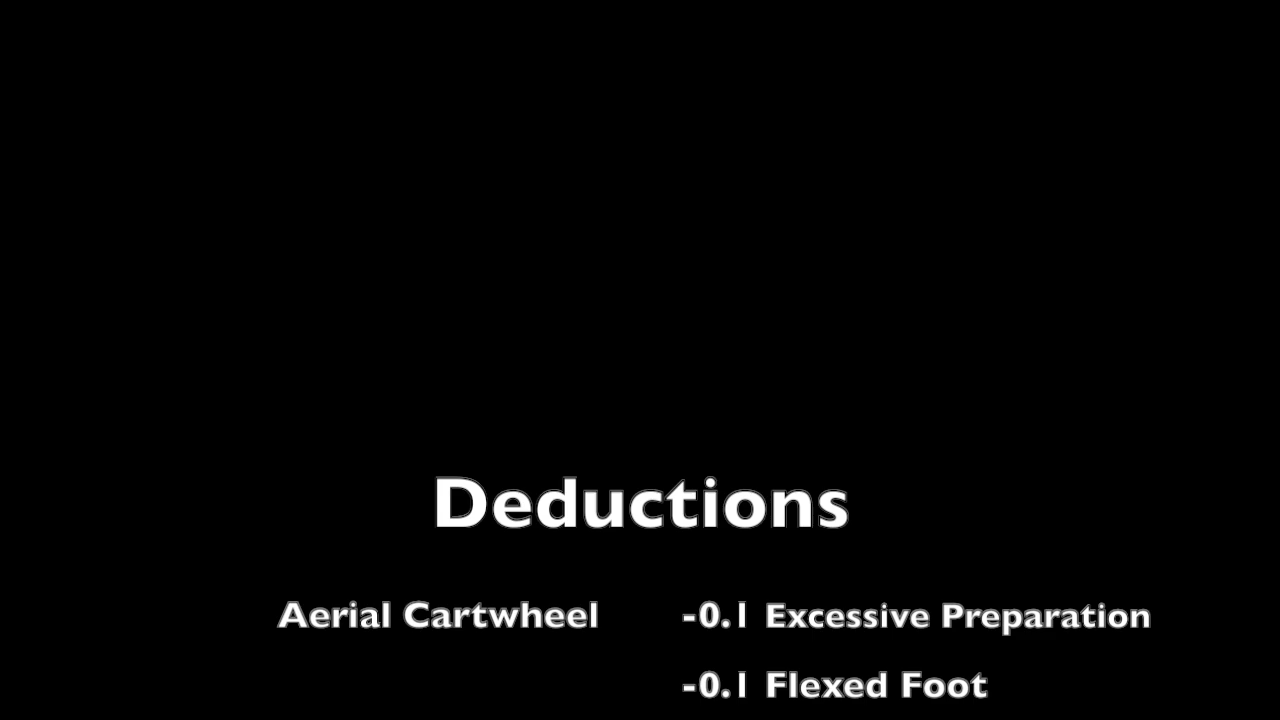 Deductions
Aerial Cartwheel -0.1 Excessive Preparation
-0.1 Flexed Foot